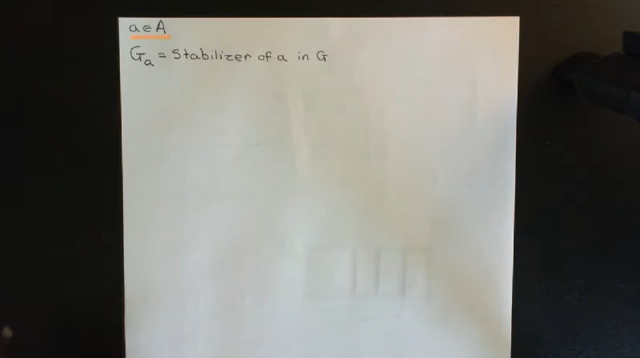 a∈A
Gₐ = Stabilizer of a in G